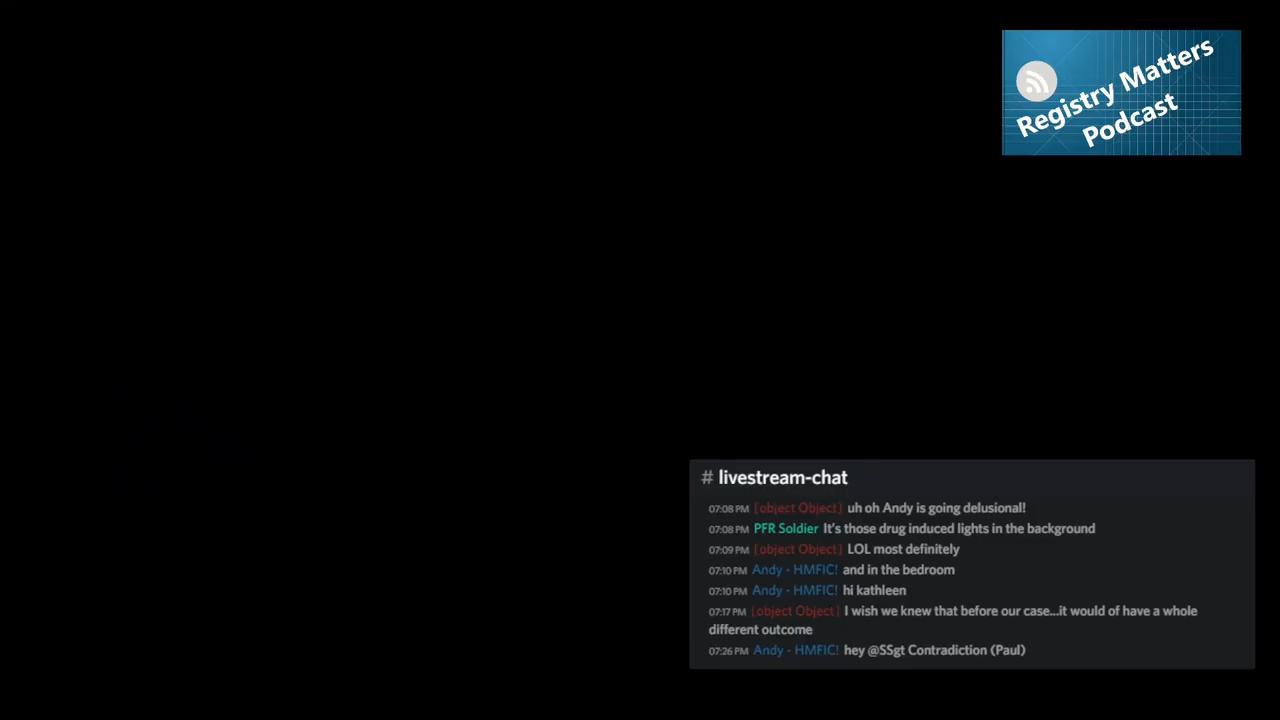 Registry Matters
Podcast
# livestream-chat
07:08 PM [object Object] uh oh Andy is going delusional!
07:08 PM PFR Soldier It's those drug induced lights in the background
07:09 PM [object Object] LOL most definitely
07:10 PM Andy - HMFIC! and in the bedroom
07:10 PM Andy - HMFIC! hi kathleen
07:17 PM [object Object] I wish we knew that before our case...it would of have a whole
different outcome
07:26 PM Andy - HMFIC! hey @SSgt Contradiction (Paul)